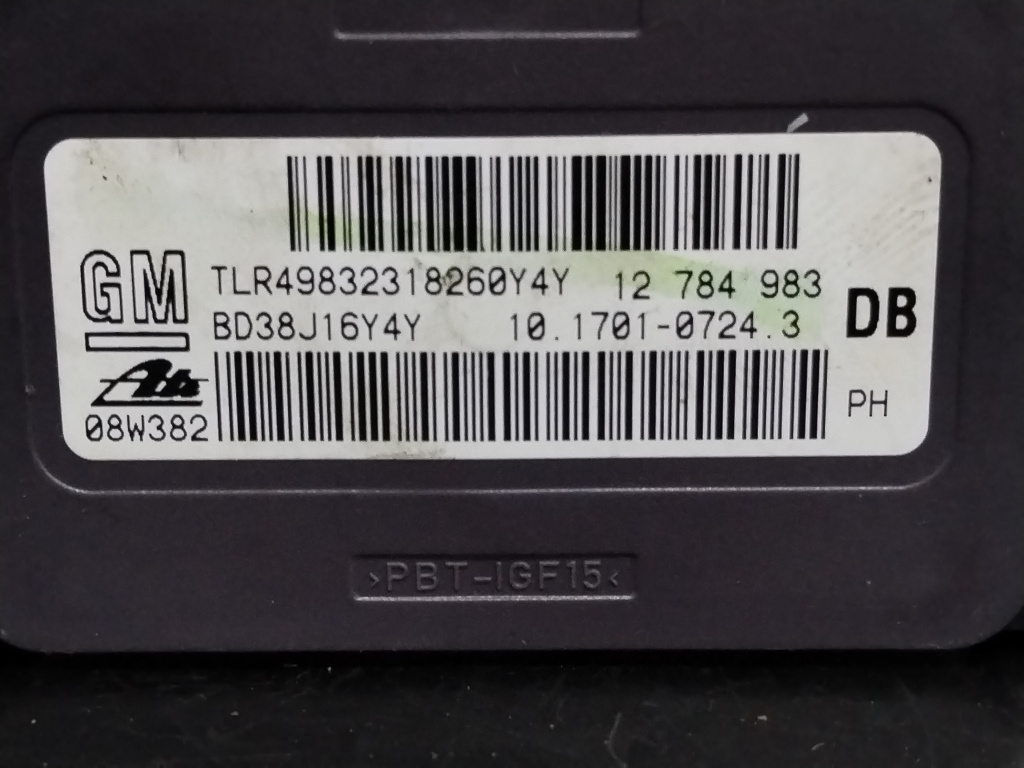 GM
TLR49832318260Y4Y 12 784 983
BD38J16Y4Y 10.1701-0724.3
DB
Ate
08W382
PH
>PBT-IGF15<